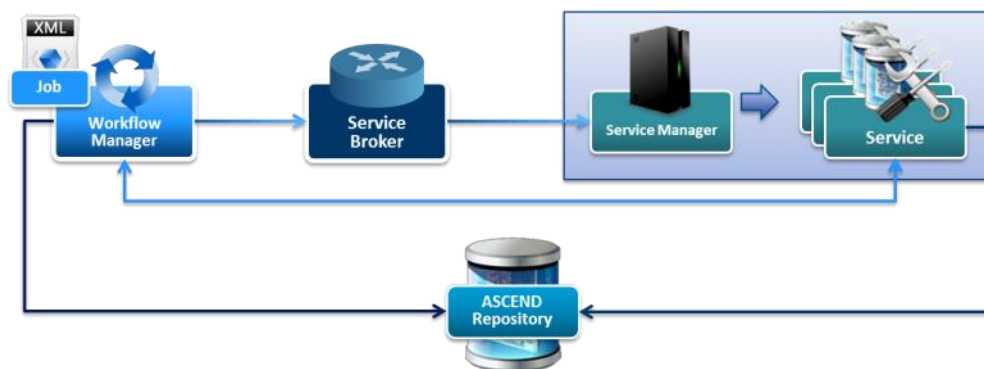 XML
Job
Workflow
Manager
Service
Broker
Service Manager
Service
ASCEND
Repository